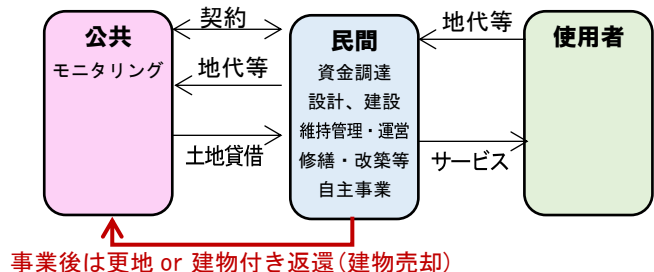 公共
モニタリング
契約
地代等
土地貸借
民間
資金調達
設計、建設
維持管理・運営
修繕・改築等
自主事業
地代等
サービス
使用者
事業後は更地 or 建物付き返還(建物売却)